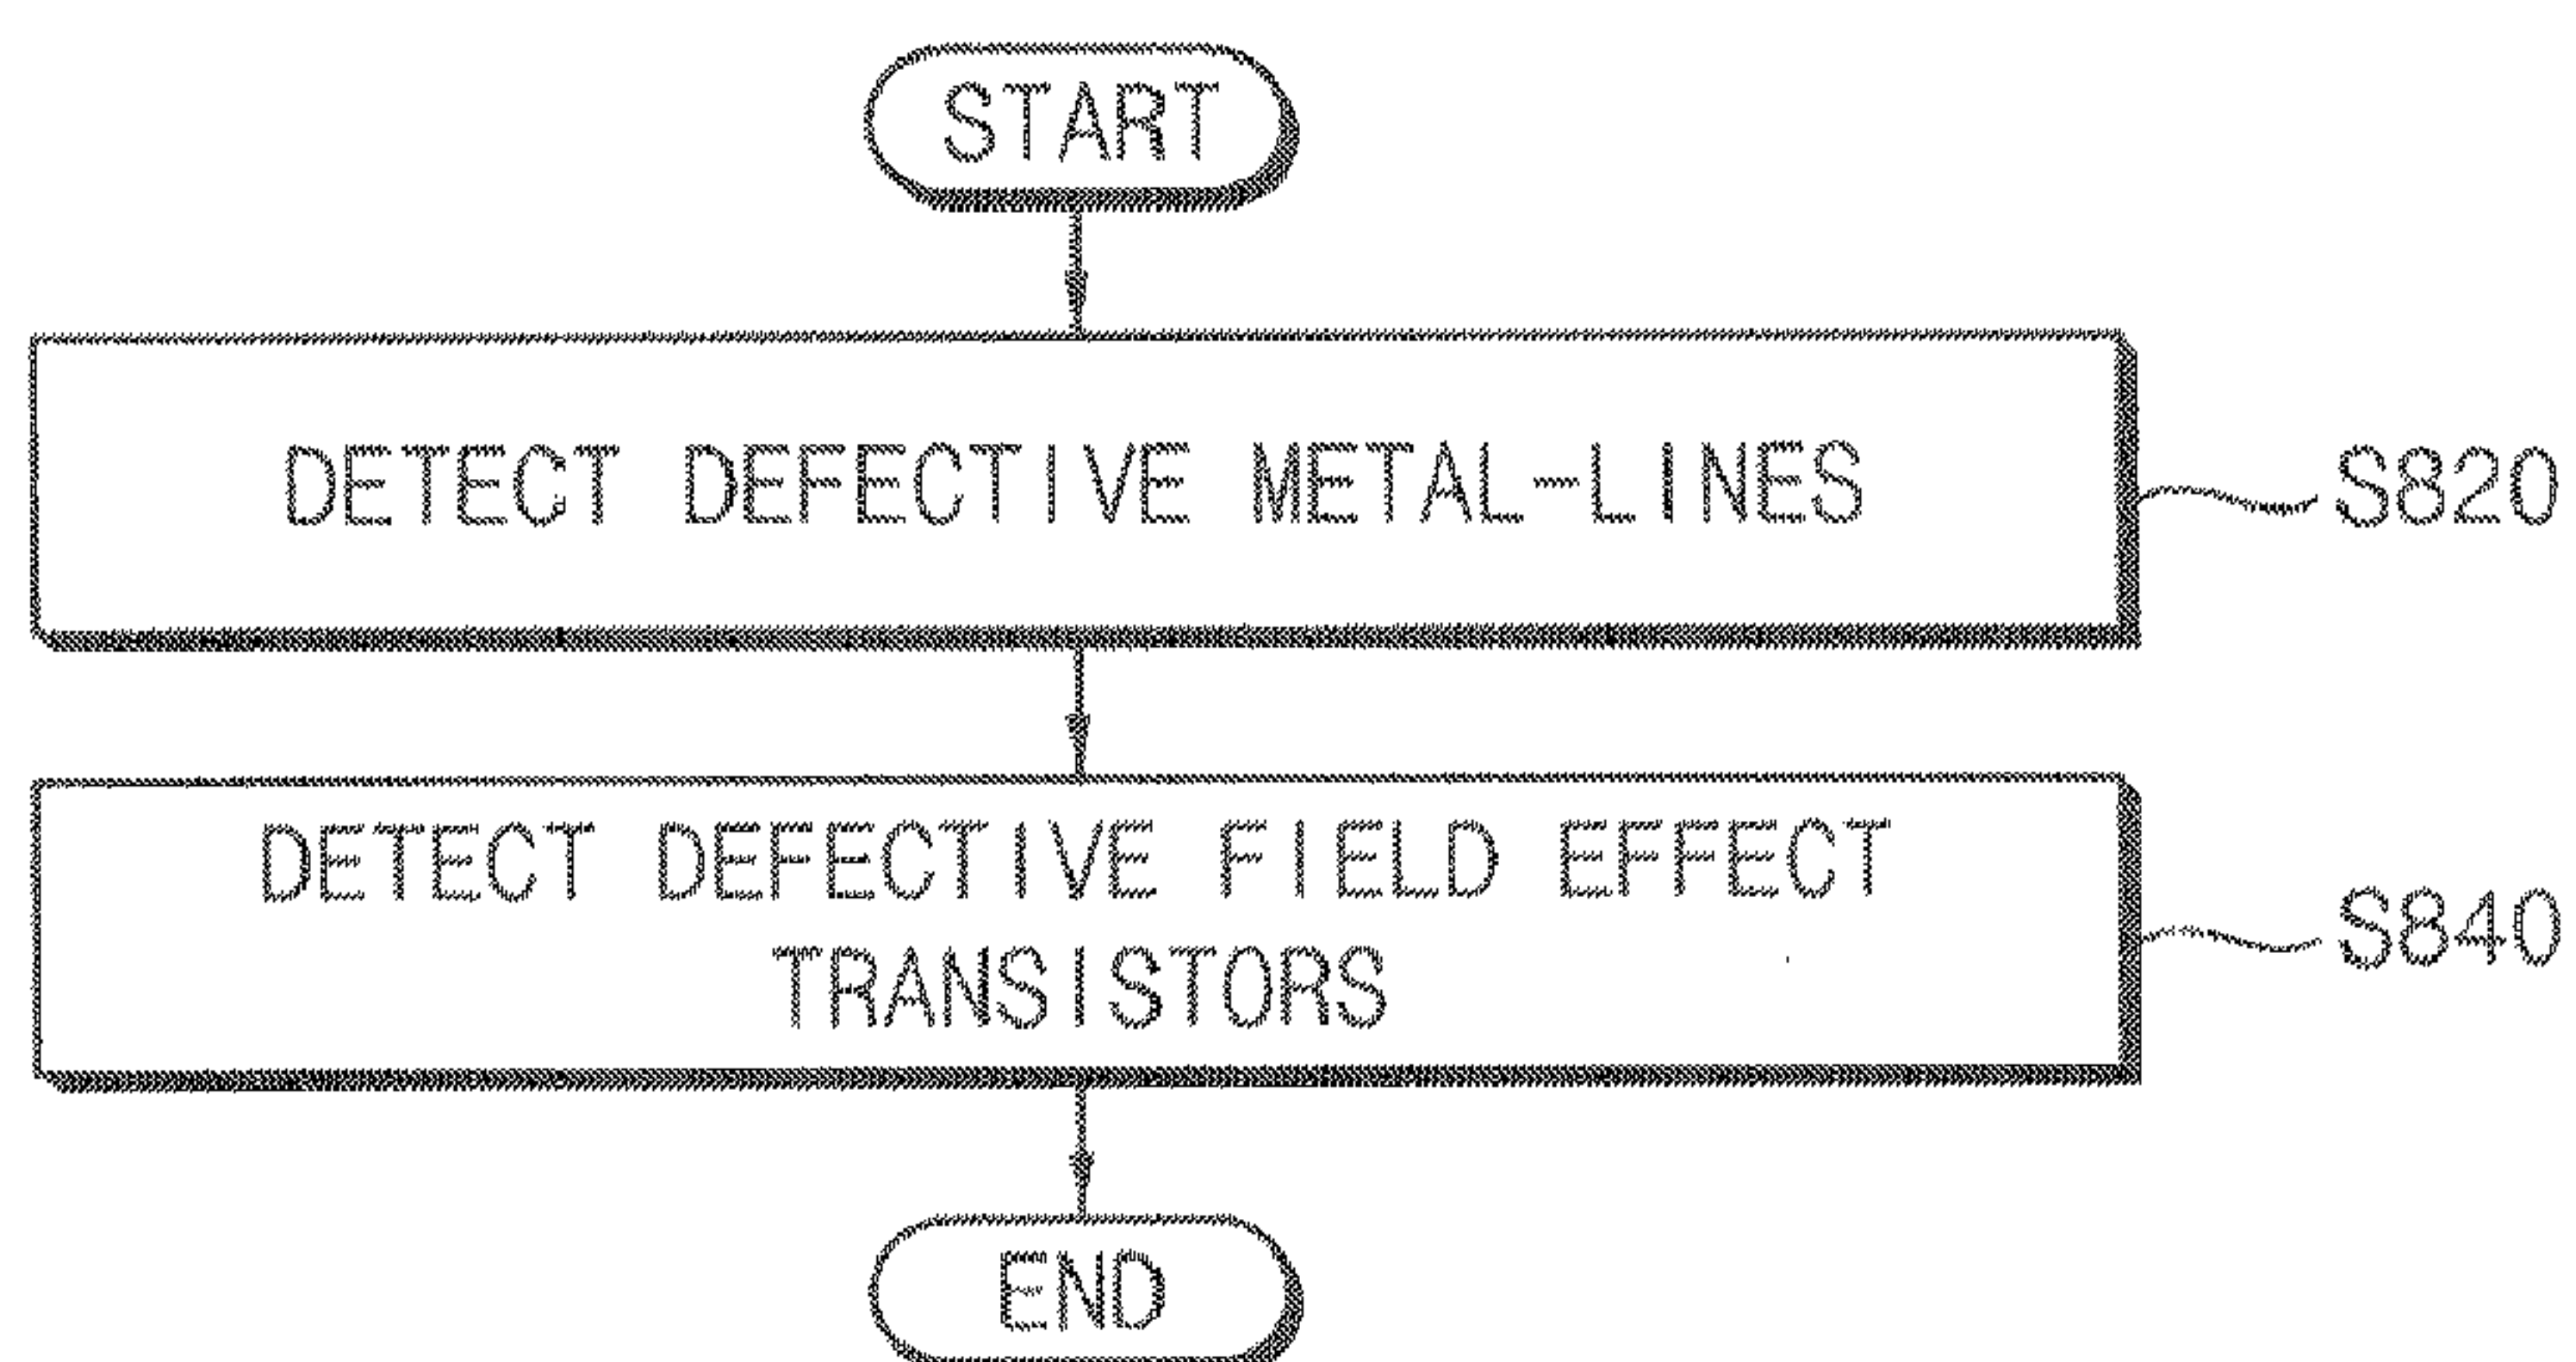 START
DETECT DEFECTIVE METAL-LINES
S820
DETECT DEFECTIVE FIELD EFFECT
TRANSISTORS
S840
END